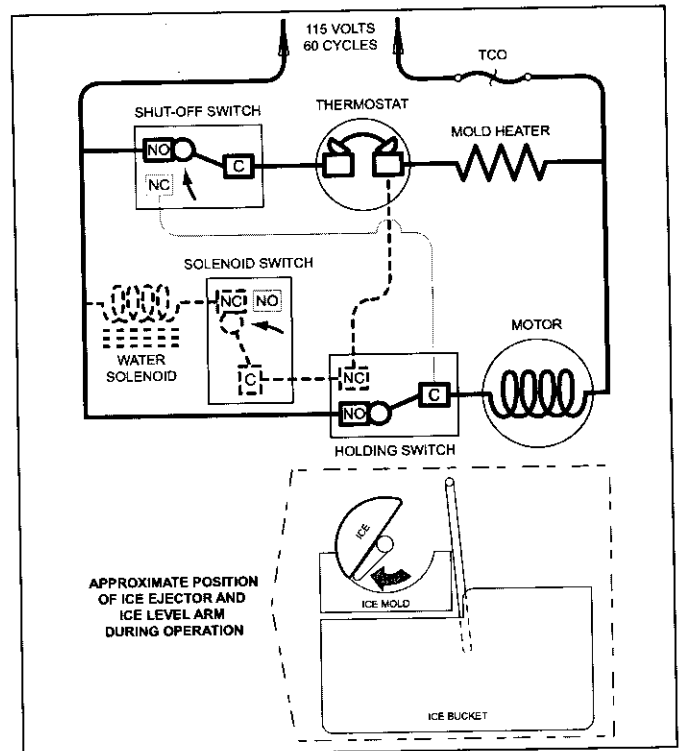 115 VOLTS
60 CYCLES
TCO
SHUT-OFF SWITCH
THERMOSTAT
MOLD HEATER
NO
C
NC
SOLENOID SWITCH
NC
NO
WATER
SOLENOID
C
NC
MOTOR
C
NO
HOLDING SWITCH
ICE
APPROXIMATE POSITION
OF ICE EJECTOR AND
ICE LEVEL ARM
DURING OPERATION
ICE MOLD
ICE BUCKET